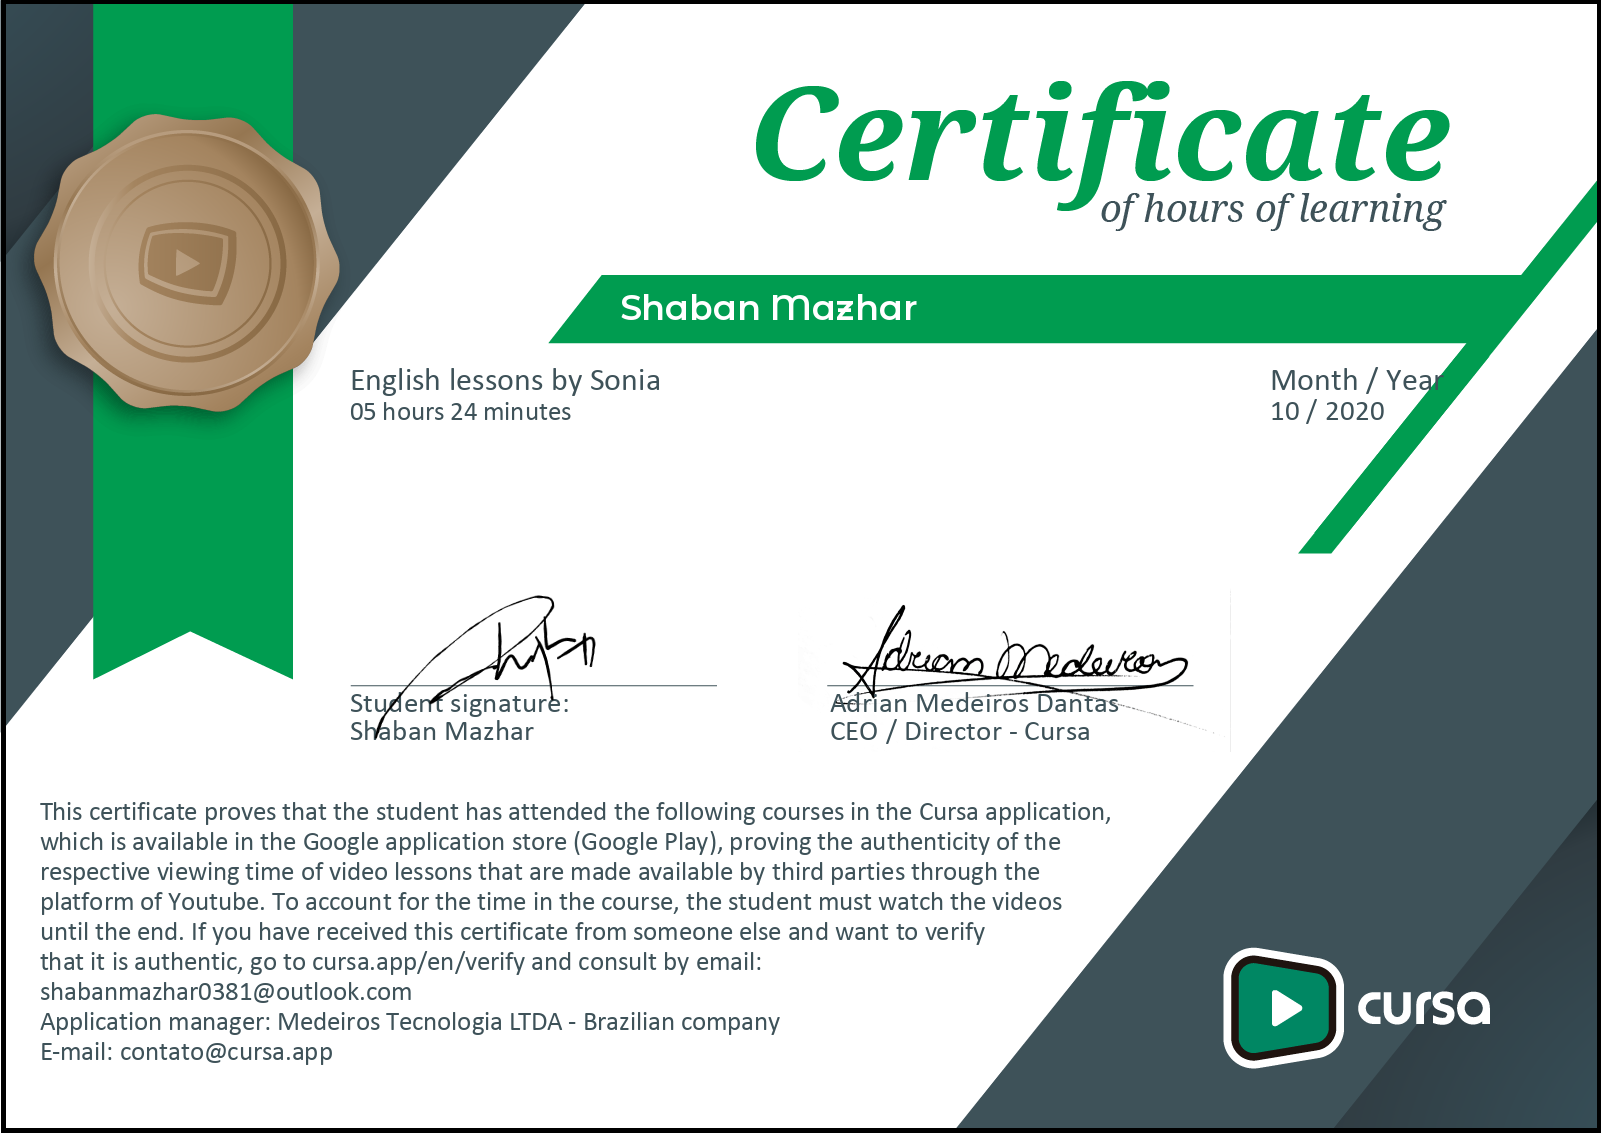 Certificate
of hours of learning
Shaban Mazhar
English lessons by Sonia
05 hours 24 minutes
Month / Year
10 / 2020
Adrian Medeiros
Student signature:
Shaban Mazhar
Adrian Medeiros Dantas
CEO / Director - Cursa
This certificate proves that the student has attended the following courses in the Cursa application,
which is available in the Google application store (Google Play), proving the authenticity of the
respective viewing time of video lessons that are made available by third parties through the
platform of Youtube. To account for the time in the course, the student must watch the videos
until the end. If you have received this certificate from someone else and want to verify
that it is authentic, go to cursa.app/en/verify and consult by email:
shabanmazhar0381@outlook.com
Application manager: Medeiros Tecnologia LTDA - Brazilian company
E-mail: contato@cursa.app
cursa